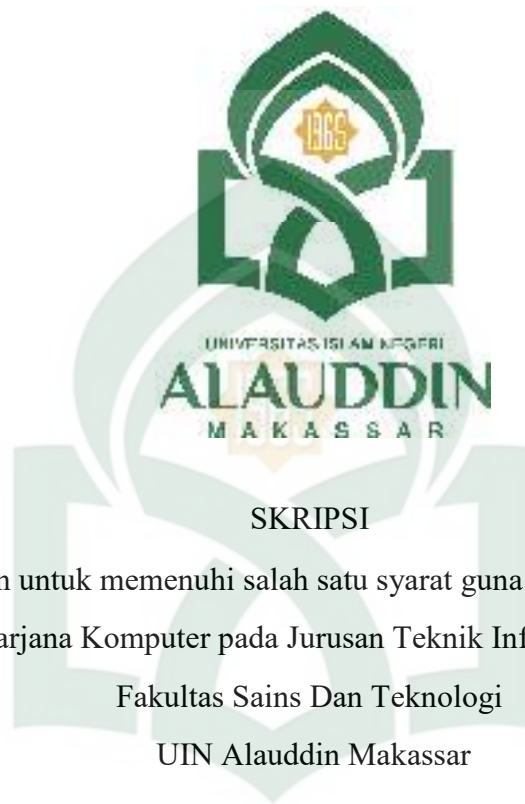 1965
UNIVERSITAS ISLAM NEGERI
ALAUDDIN
MAKASSAR
SKRIPSI
n untuk memenuhi salah satu syarat guna
arjana Komputer pada Jurusan Teknik Inf
Fakultas Sains Dan Teknologi
UIN Alauddin Makassar